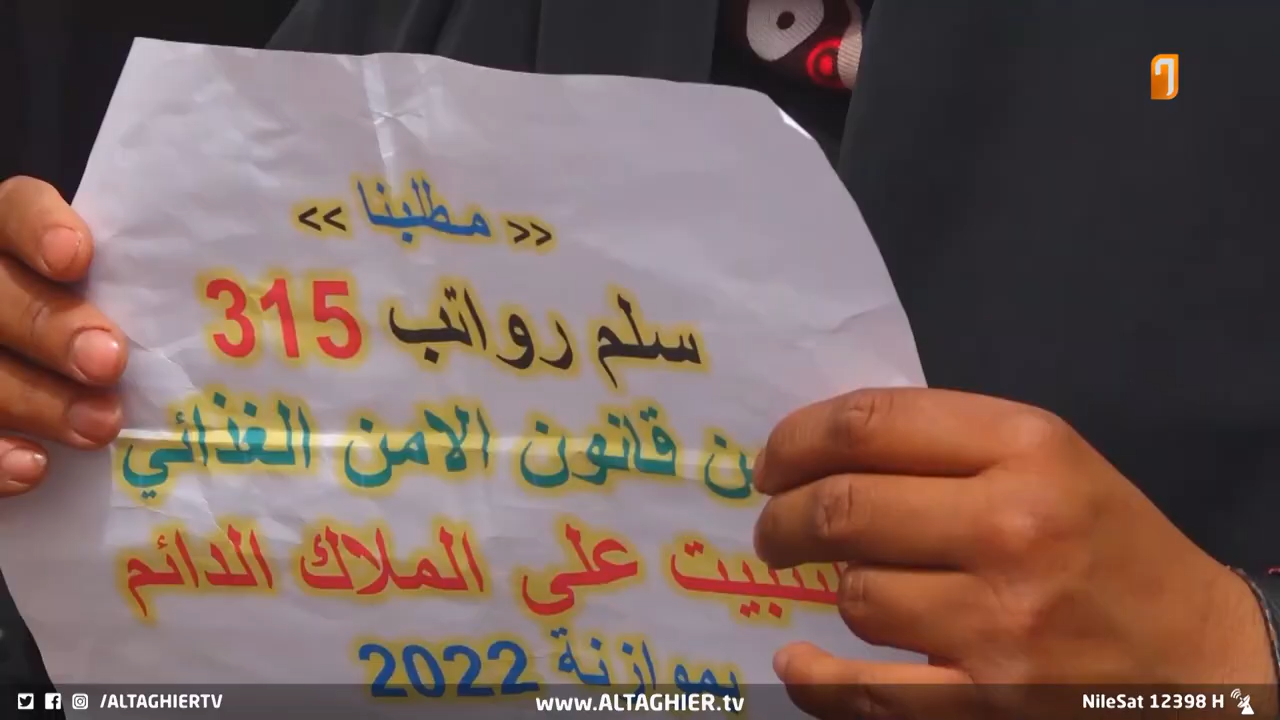 << مطلبنا >>
سلم رواتب 315
قانون الامن الغذائي
على الملاك الدائم
بموازنة 2022
/ALTAGHIERTV
www.ALTAGHIER.tv
NileSat 12398 H